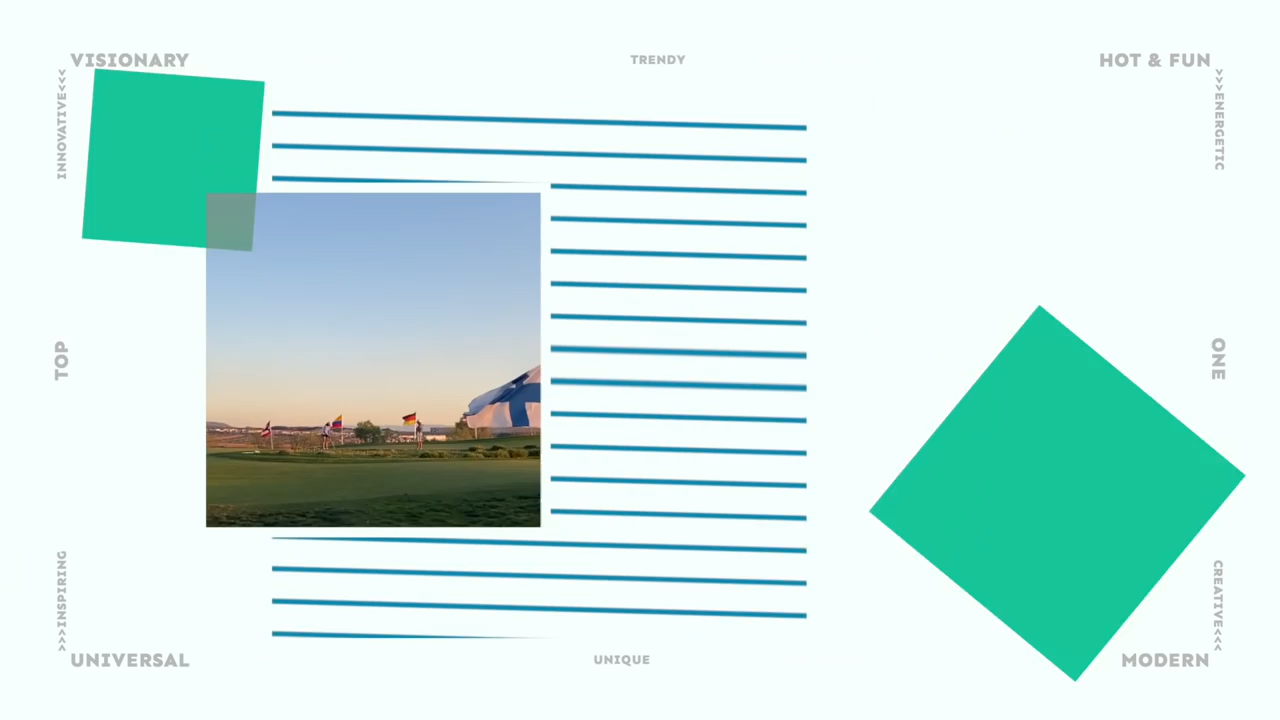 VISIONARY
TRENDY
HOT & FUN
INNOVATIVE<<<
>>>ENERGETIC
TOP
ONE
>>>INSPIRING
CREATIVE<<<
UNIVERSAL
UNIQUE
MODERN